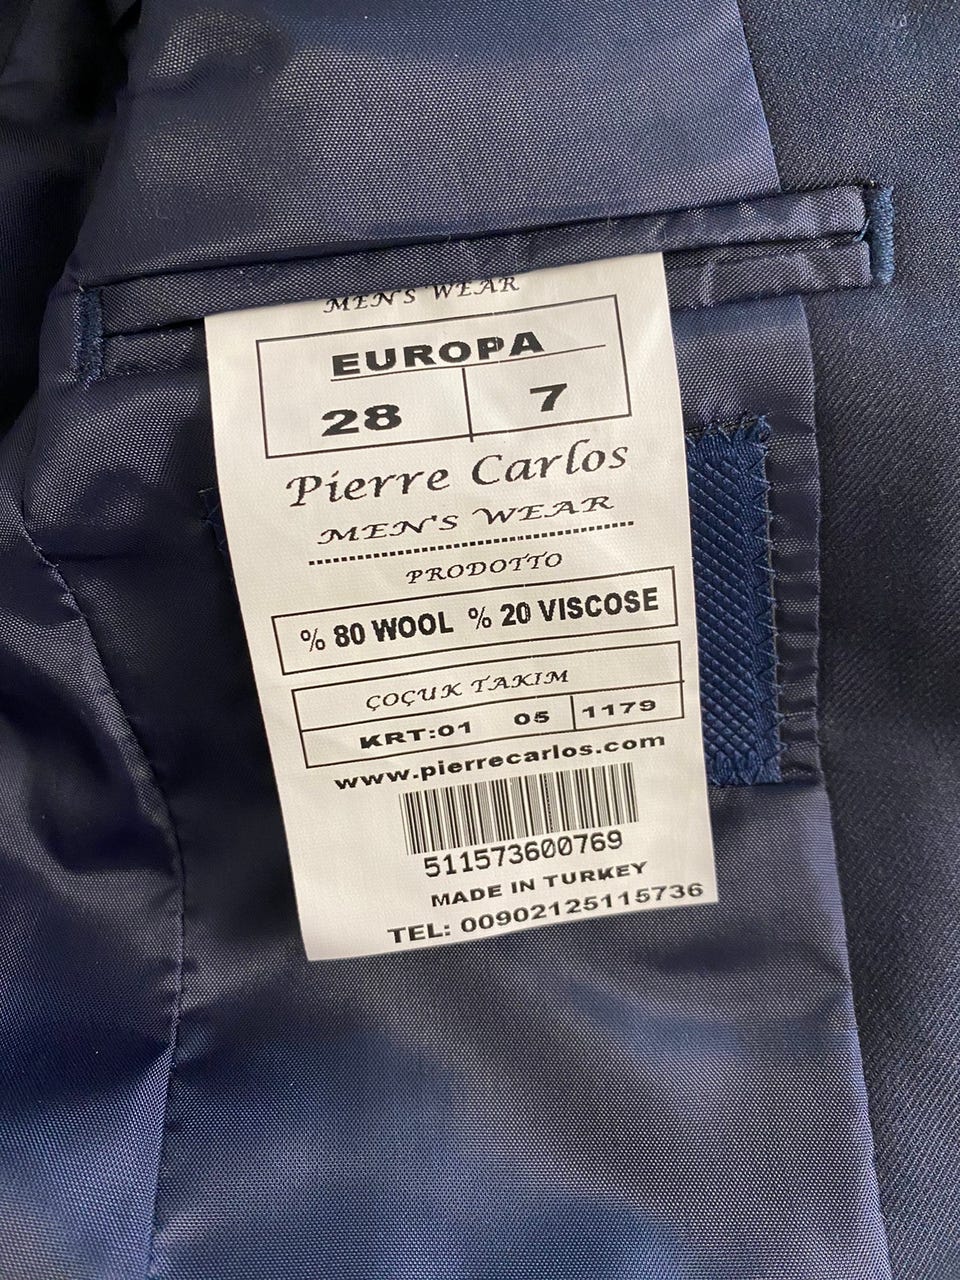 MEN'S WEAR
EUROPA
28 7
Pierre Carlos
MEN'S WEAR
PRODOTTO
% 80 WOOL % 20 VISCOSE
ÇOÇUK TAKIM
KRT:01 05 1179
www.pierrecarlos.com
511573600769
MADE IN TURKEY
TEL: 00902125115736